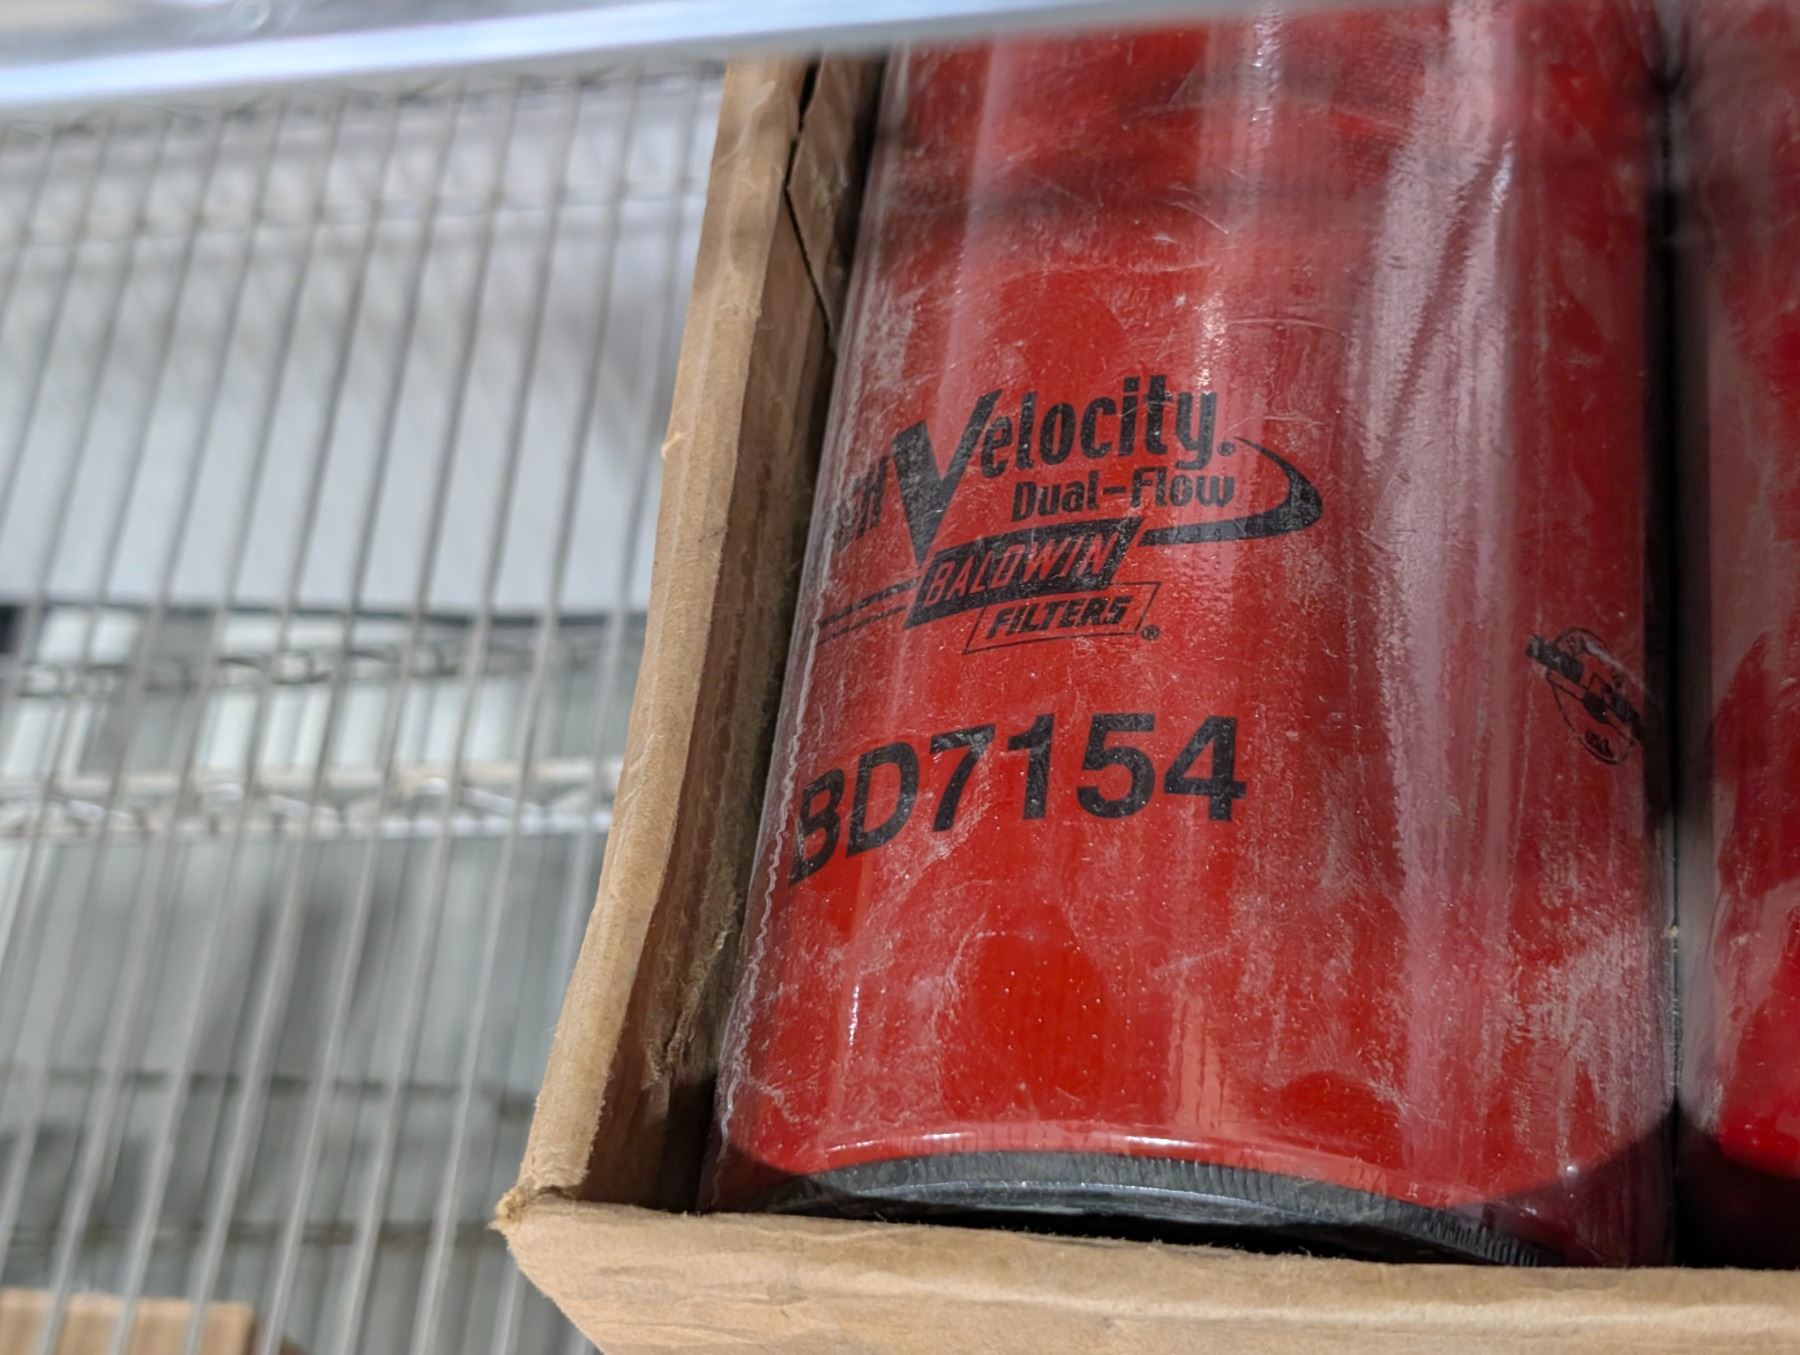 Velocity.
Dual-Flow
BALDWIN
FILTERS®
BD7154